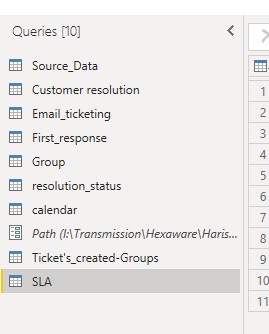 Queries [10]
Source_Data
Customer resolution
Email_ticketing
First_response
Group
resolution_status
calendar
Path (I:\Transmission\Hexaware\Haris...
Ticket's_created-Groups
SLA
1
2
3
4
5
6
7
8
9
10
11